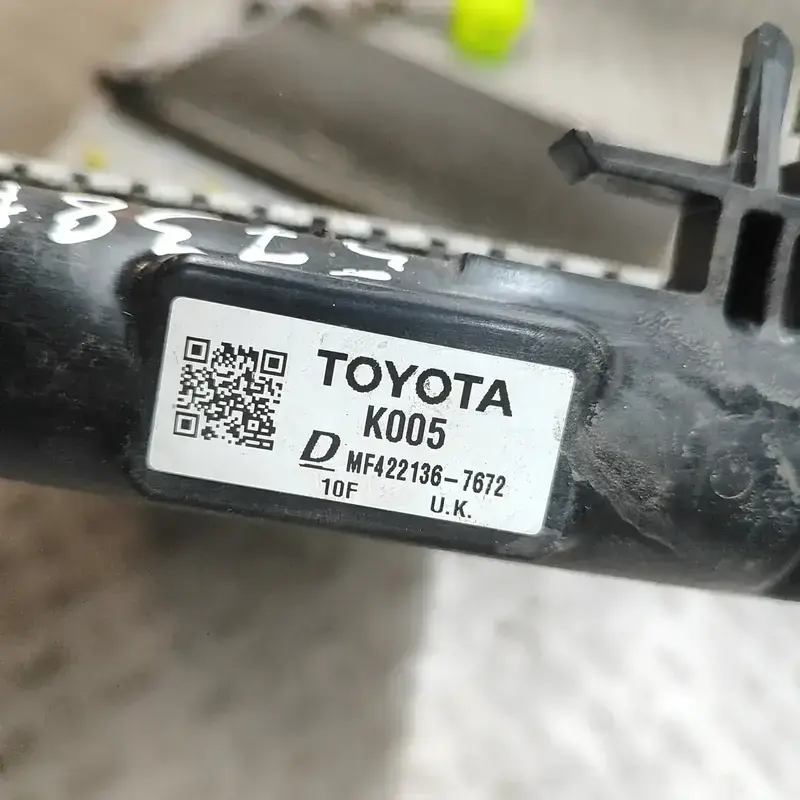 TOYOTA
K005
D MF422136-7672
10F U.K.